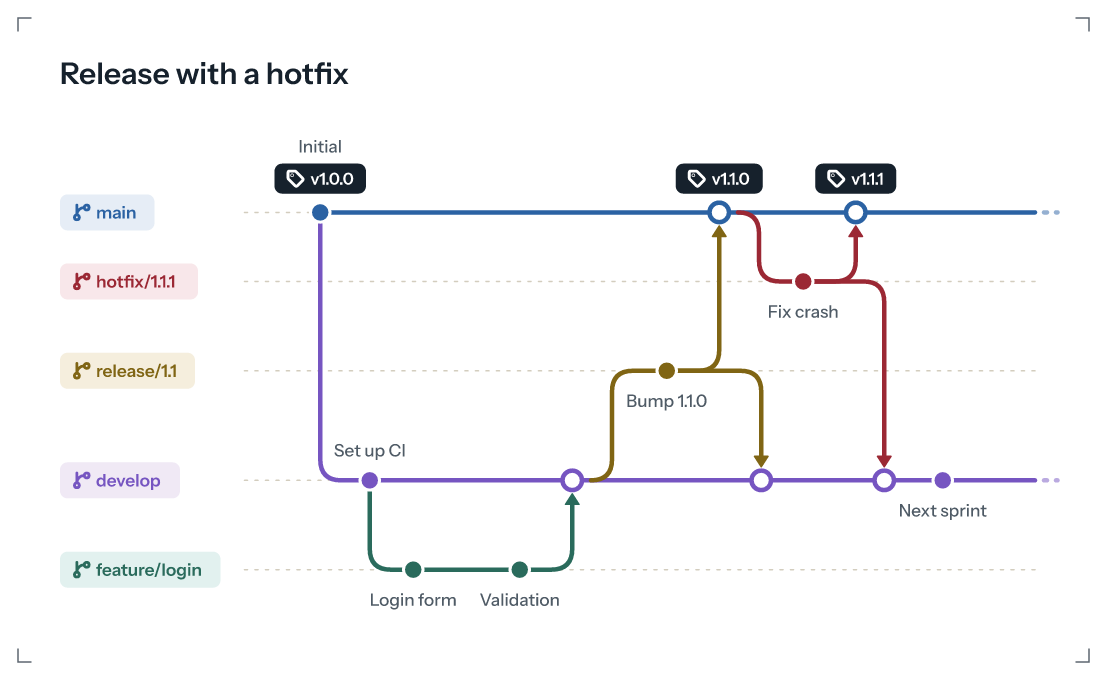 Release with a hotfix
Initial
v1.0.0
v1.1.0
v1.1.1
main
hotfix/1.1.1
Fix crash
release/1.1
Bump 1.1.0
Set up CI
develop
Next sprint
feature/login
Login form
Validation